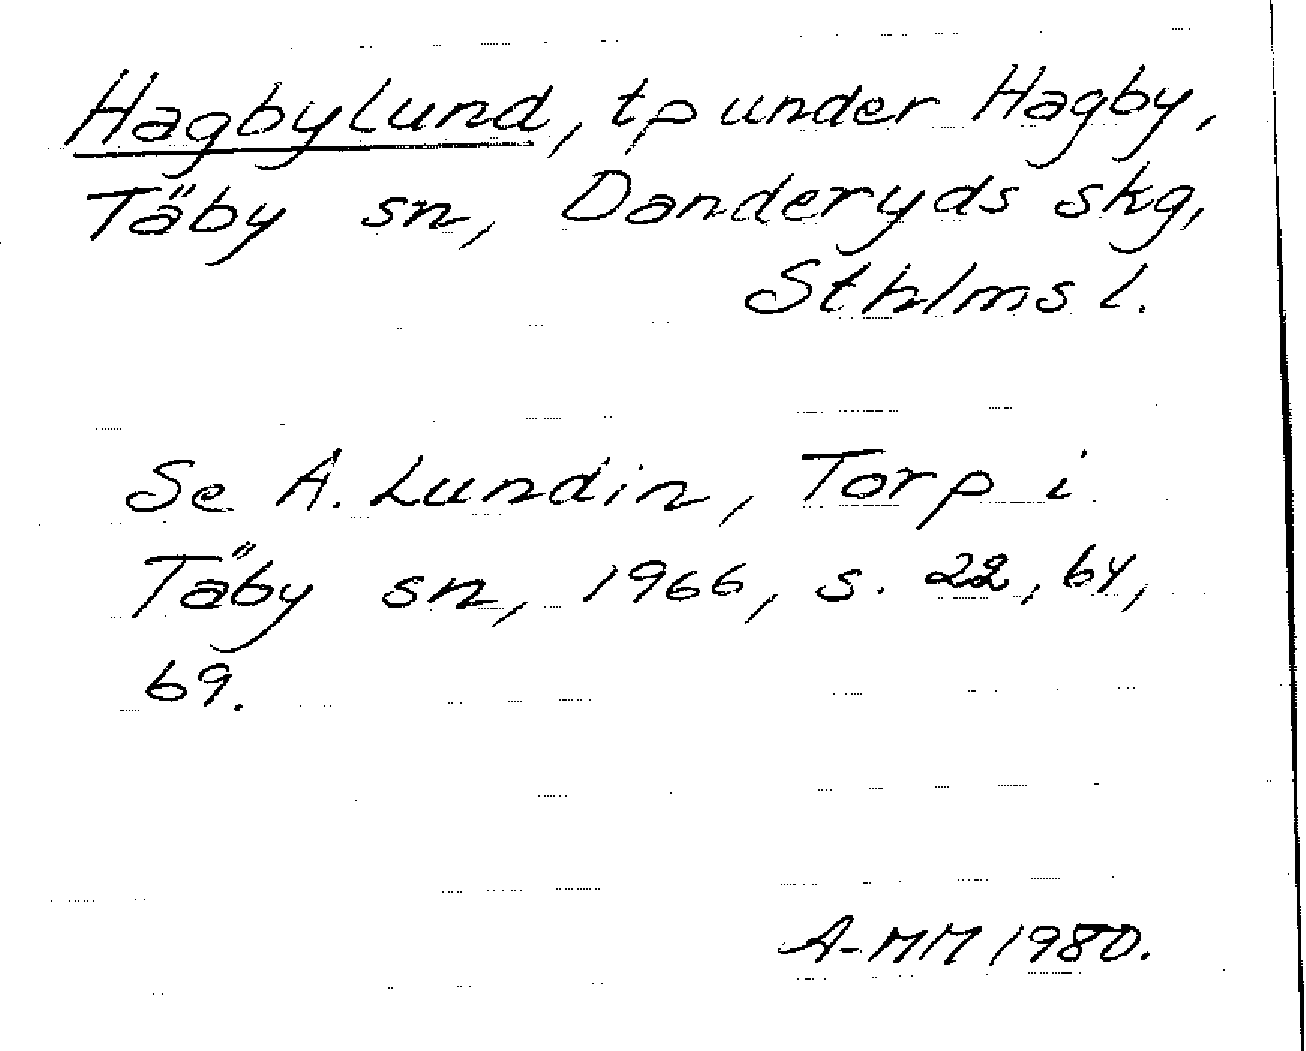 Hagbylund, tp under Hagby,
Täby sn, Danderyds skg,
Sthlms l.
Se A. Lundin, Torp i
Täby sn, 1966, s. 22, 64,
69.
A-MM 1980.